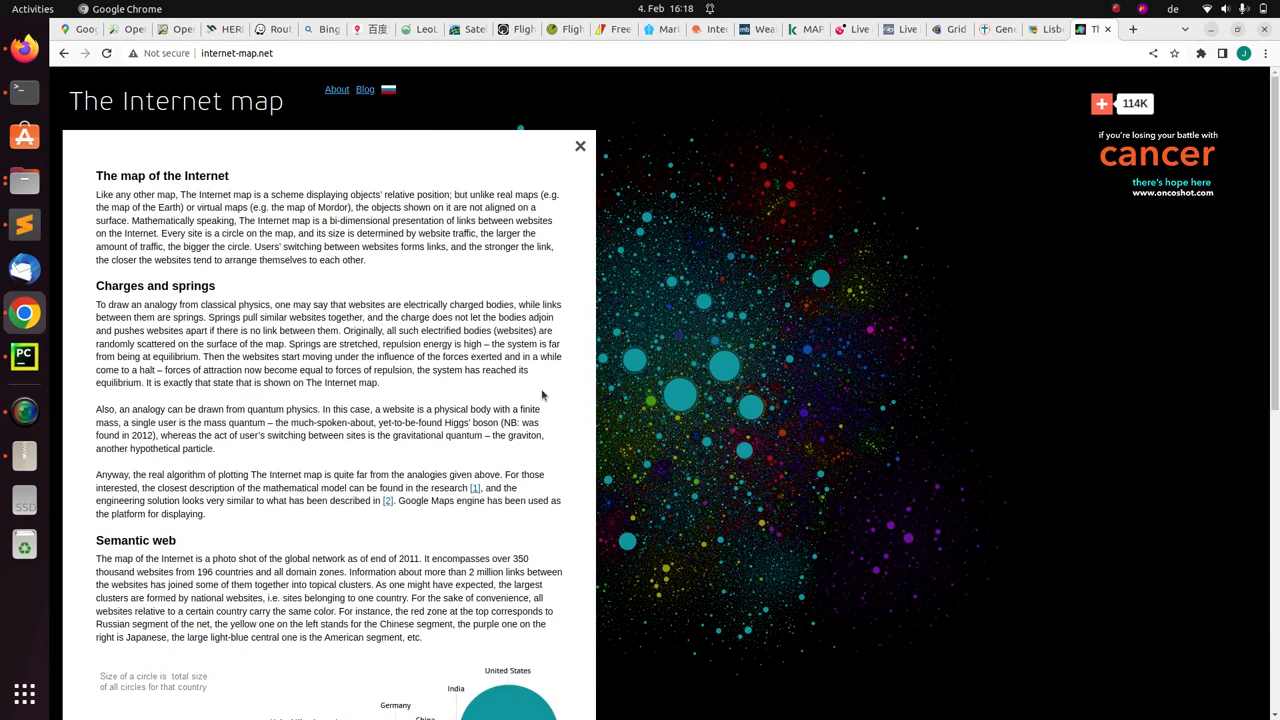 Activities
Google Chrome
4. Feb 16:18
de
Goog
Oper
Oper
HERE
Rout
Bing
百度
LeoL
Satel
Fligh
Fligh
Free
Mari
Inte
Wec
KAP
Live
Live
Grid
Gene
Lisb
Th
Not secure
internet-map.net
J
The Internet map
About Blog
114K
if you're losing your battle with
cancer
there's hope here
www.oncoshot.com
The map of the Internet
Like any other map, The Internet map is a scheme displaying objects' relative position; but unlike real maps (e.g.
the map of the Earth) or virtual maps (e.g. the map of Mordor), the objects shown on it are not aligned on a
surface. Mathematically speaking, The Internet map is a bi-dimensional presentation of links between websites
on the Internet. Every site is a circle on the map, and its size is determined by website traffic, the larger the
amount of traffic, the bigger the circle. Users' switching between websites forms links, and the stronger the link,
the closer the websites tend to arrange themselves to each other.
Charges and springs
To draw an analogy from classical physics, one may say that websites are electrically charged bodies, while links
between them are springs. Springs pull similar websites together, and the charge does not let the bodies adjoin
and pushes websites apart if there is no link between them. Originally, all such electrified bodies (websites) are
randomly scattered on the surface of the map. Springs are stretched, repulsion energy is high – the system is far
from being at equilibrium. Then the websites start moving under the influence of the forces exerted and in a while
come to a halt – forces of attraction now become equal to forces of repulsion, the system has reached its
equilibrium. It is exactly that state that is shown on The Internet map.
Also, an analogy can be drawn from quantum physics. In this case, a website is a physical body with a finite
mass, a single user is the mass quantum – the much-spoken-about, yet-to-be-found Higgs' boson (NB: was
found in 2012), whereas the act of user's switching between sites is the gravitational quantum – the graviton,
another hypothetical particle.
Anyway, the real algorithm of plotting The Internet map is quite far from the analogies given above. For those
interested, the closest description of the mathematical model can be found in the research [1], and the
engineering solution looks very similar to what has been described in [2]. Google Maps engine has been used as
the platform for displaying.
Semantic web
The map of the Internet is a photo shot of the global network as of end of 2011. It encompasses over 350
thousand websites from 196 countries and all domain zones. Information about more than 2 million links between
the websites has joined some of them together into topical clusters. As one might have expected, the largest
clusters are formed by national websites, i.e. sites belonging to one country. For the sake of convenience, all
websites relative to a certain country carry the same color. For instance, the red zone at the top corresponds to
Russian segment of the net, the yellow one on the left stands for the Chinese segment, the purple one on the
right is Japanese, the large light-blue central one is the American segment, etc.
Size of a circle is total size
of all circles for that country
United States
India
Germany
China
SSD
PC